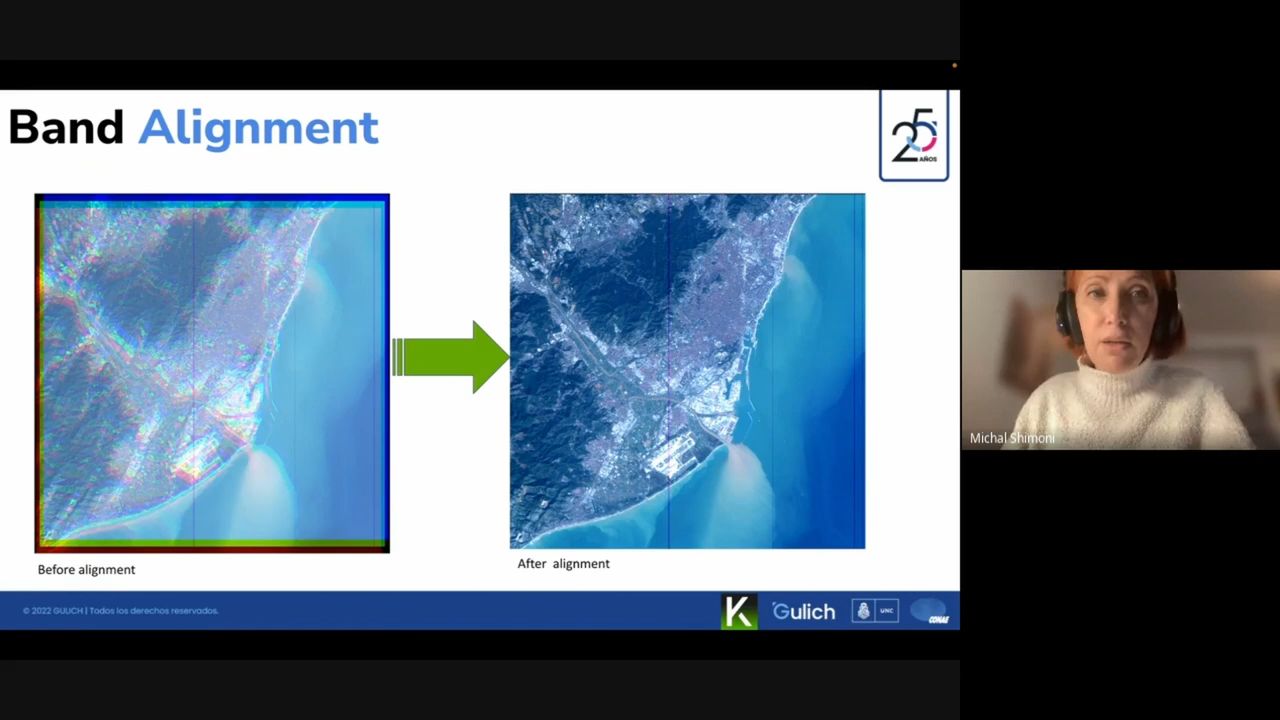 Band Alignment
25
AÑOS
Before alignment
After alignment
© 2022 GULICH | Todos los derechos reservados.
K
Gulich
UNC
CONAE
Michal Shimoni